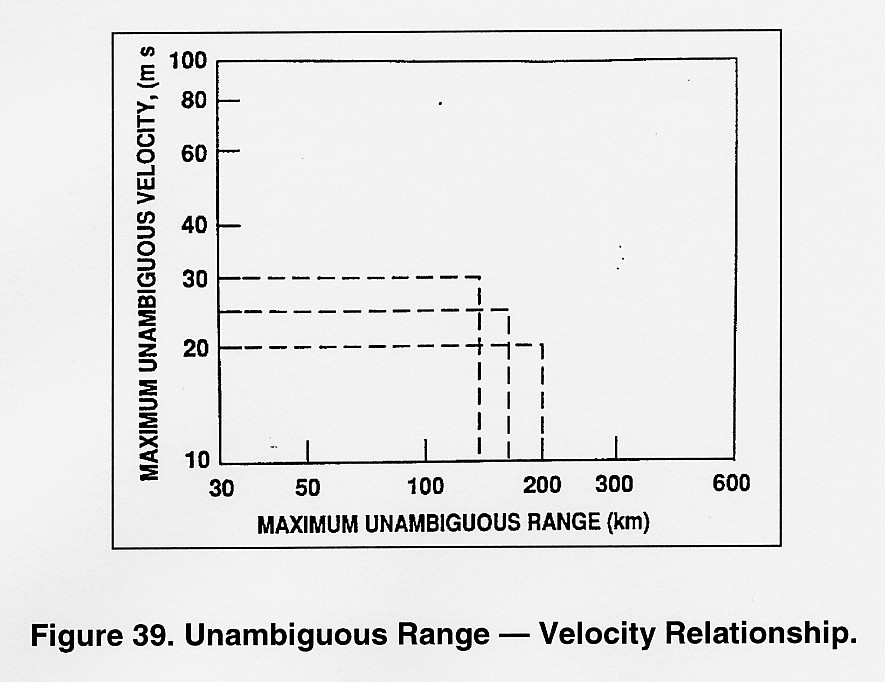 MAXIMUM UNAMBIGUOUS VELOCITY, (m s
100
80
60
40
30
20
10
30 50 100 200 300 600
MAXIMUM UNAMBIGUOUS RANGE (km)
Figure 39. Unambiguous Range — Velocity Relationship.